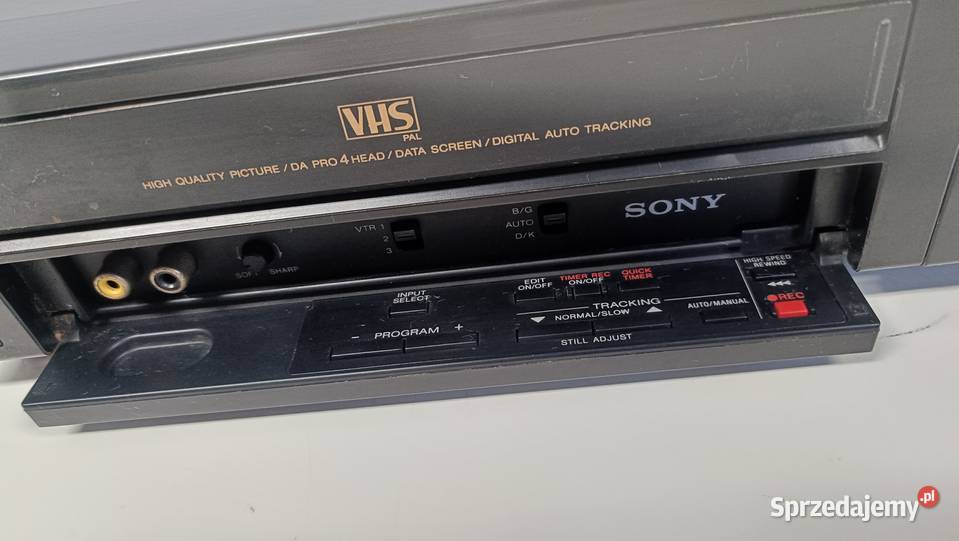 VHS
PAL
HIGH QUALITY PICTURE / DA PRO 4 HEAD / DATA SCREEN / DIGITAL AUTO TRACKING
SONY
VTR 1
2
3
B/G
AUTO
D/K
SOFT SHARP
INPUT
SELECT
- PROGRAM +
EDIT
ON/OFF
TIMER REC
ON/OFF
QUICK
TIMER
TRACKING
NORMAL/SLOW
AUTO/MANUAL
STILL ADJUST
HIGH SPEED
REWIND
REC
Sprzedajemy.pl